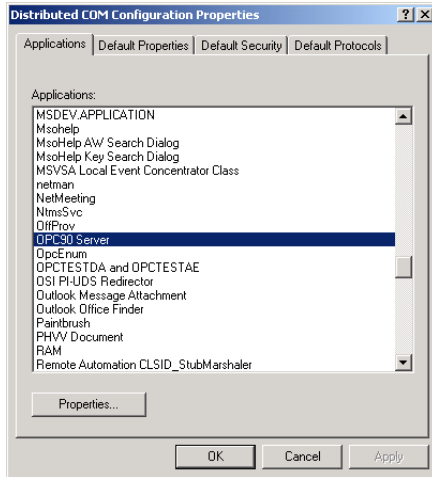 Distributed COM Configuration Properties
Applications
Default Properties
Default Security
Default Protocols
Applications:
MSDEV.APPLICATION
Msohelp
MsoHelp AW Search Dialog
MsoHelp Key Search Dialog
MSVSA Local Event Concentrator Class
netman
NetMeeting
NtmsSvc
OffProv
OPC90 Server
OpcEnum
OPCTESTDA and OPCTESTAE
OSI PI-UDS Redirector
Outlook Message Attachment
Outlook Office Finder
Paintbrush
PHVV Document
RAM
Remote Automation CLSID_StubMarshaler
Properties...
OK
Cancel
Apply